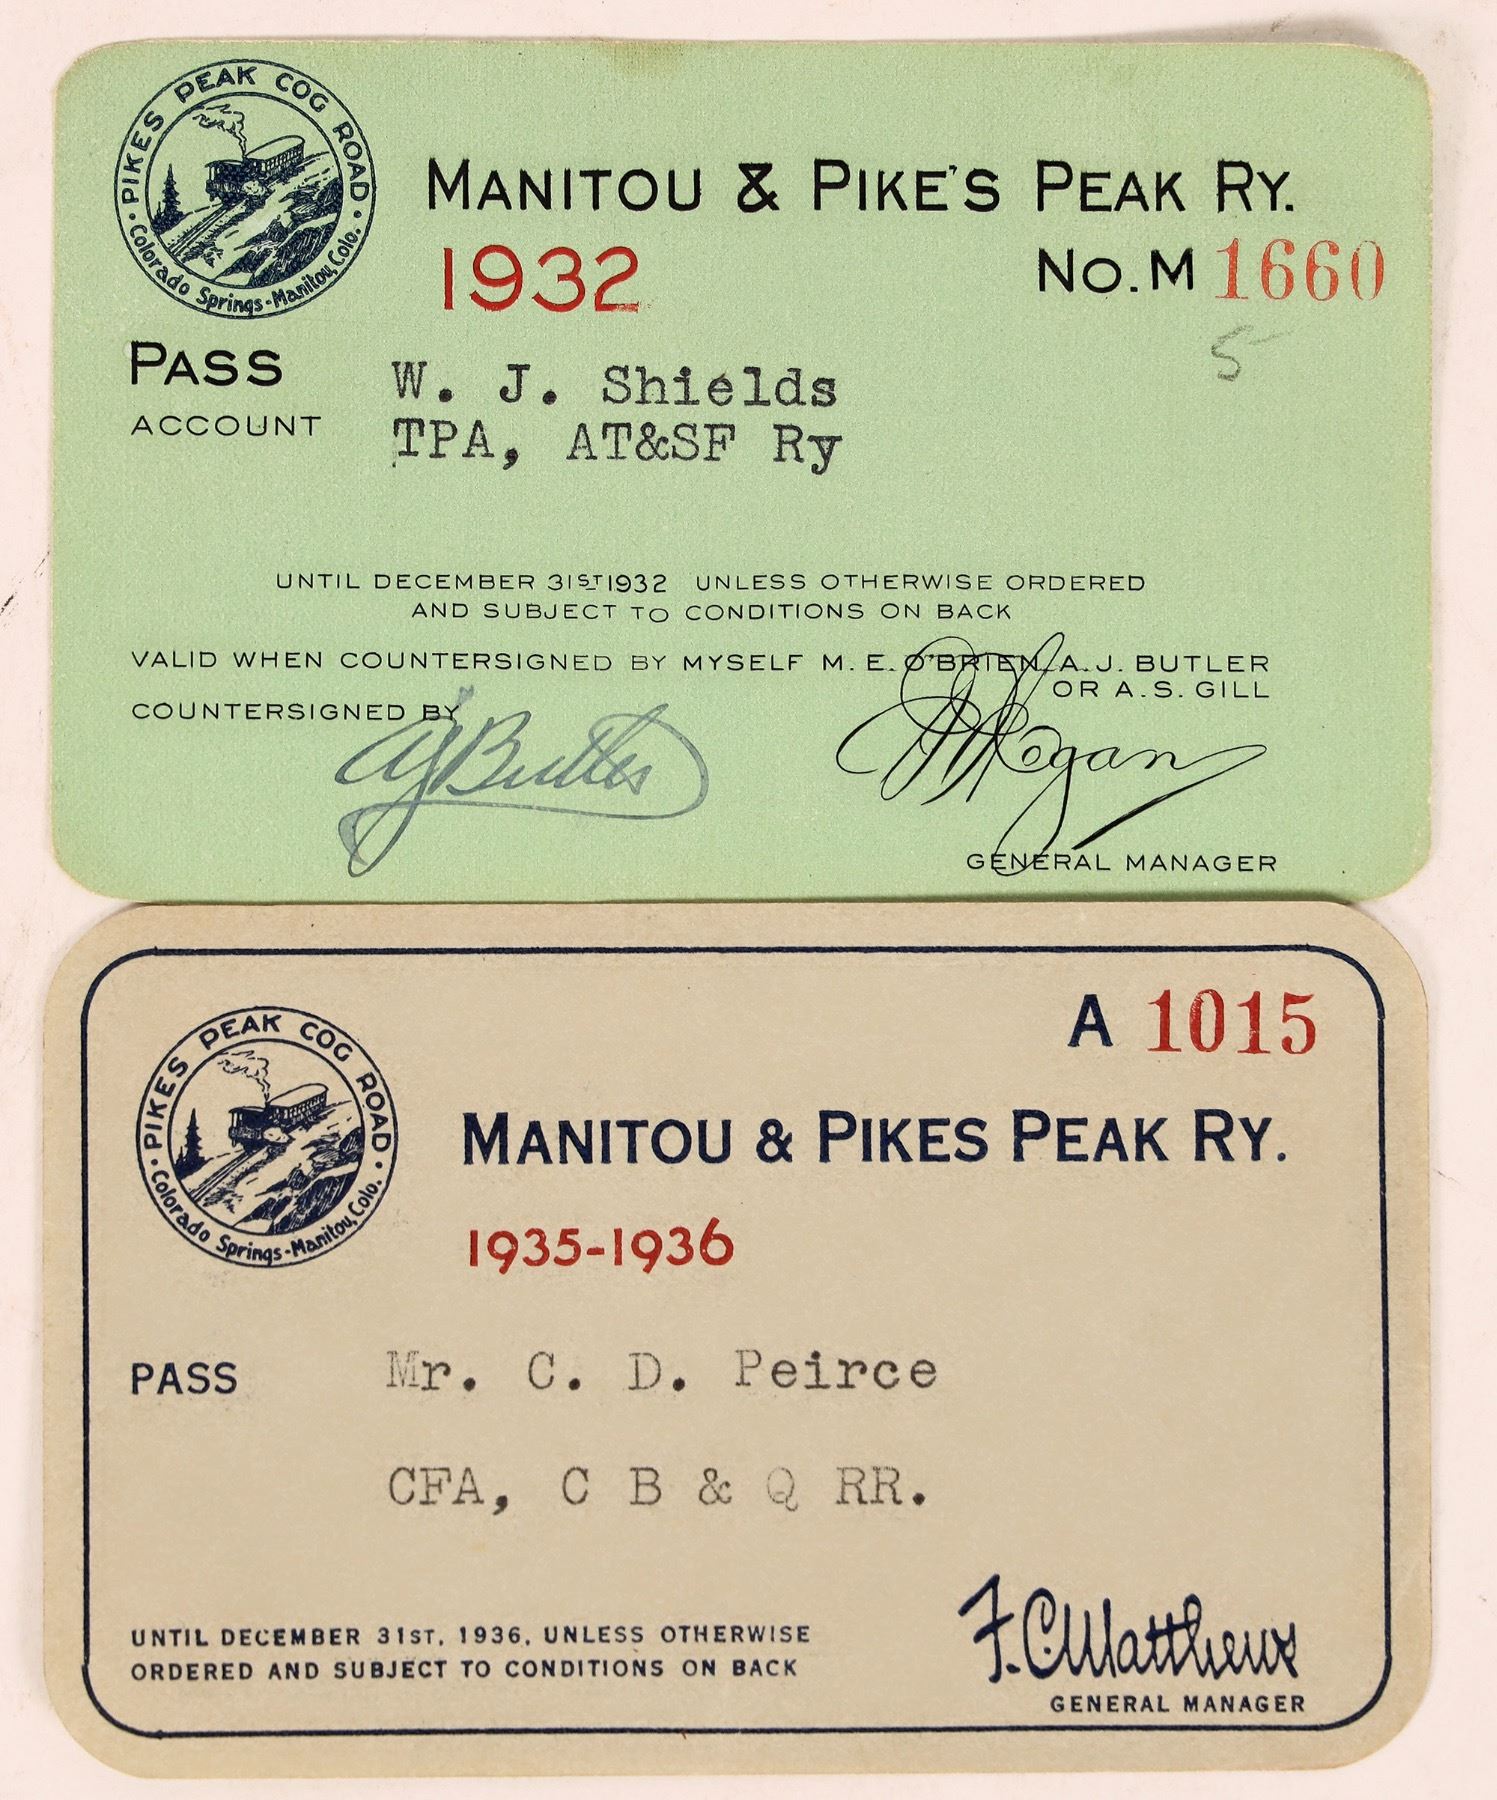 PIKES PEAK COG ROAD
Colorado Springs-Manitou, Colo.
MANITOU & PIKE'S PEAK RY.
1932
No. M 1660
5
PASS
ACCOUNT
W. J. Shields
TPA, AT&SF Ry
UNTIL DECEMBER 31ST 1932 UNLESS OTHERWISE ORDERED
AND SUBJECT TO CONDITIONS ON BACK
VALID WHEN COUNTERSIGNED BY MYSELF M. E. O'BRIEN, A. J. BUTLER
OR A. S. GILL
COUNTERSIGNED BY
AJ Butler
GENERAL MANAGER
A 1015
PIKES PEAK COG ROAD
Colorado Springs-Manitou, Colo.
MANITOU & PIKES PEAK RY.
1935-1936
PASS
Mr. C. D. Peirce
CFA, C B & Q RR.
UNTIL DECEMBER 31ST, 1936, UNLESS OTHERWISE
ORDERED AND SUBJECT TO CONDITIONS ON BACK
F. C. Matthews
GENERAL MANAGER